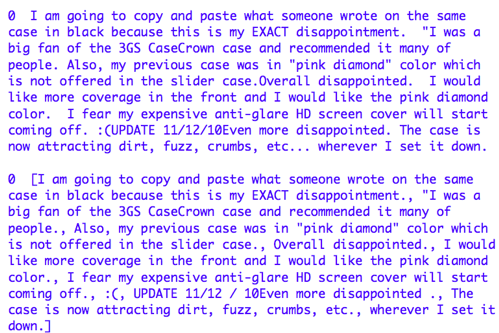 0  I am going to copy and paste what someone wrote on the same
case in black because this is my EXACT disappointment.  "I was a
big fan of the 3GS CaseCrown case and recommended it many of
people. Also, my previous case was in "pink diamond" color which
is not offered in the slider case.Overall disappointed.  I would
like more coverage in the front and I would like the pink diamond
color.  I fear my expensive anti-glare HD screen cover will start
coming off. :(UPDATE 11/12/10Even more disappointed. The case is
now attracting dirt, fuzz, crumbs, etc... wherever I set it down.

0  [I am going to copy and paste what someone wrote on the same
case in black because this is my EXACT disappointment., "I was a
big fan of the 3GS CaseCrown case and recommended it many of
people., Also, my previous case was in "pink diamond" color which
is not offered in the slider case., Overall disappointed., I would
like more coverage in the front and I would like the pink diamond
color., I fear my expensive anti-glare HD screen cover will start
coming off., :(, UPDATE 11/12 / 10Even more disappointed ., The
case is now attracting dirt, fuzz, crumbs, etc., wherever I set it
down.]